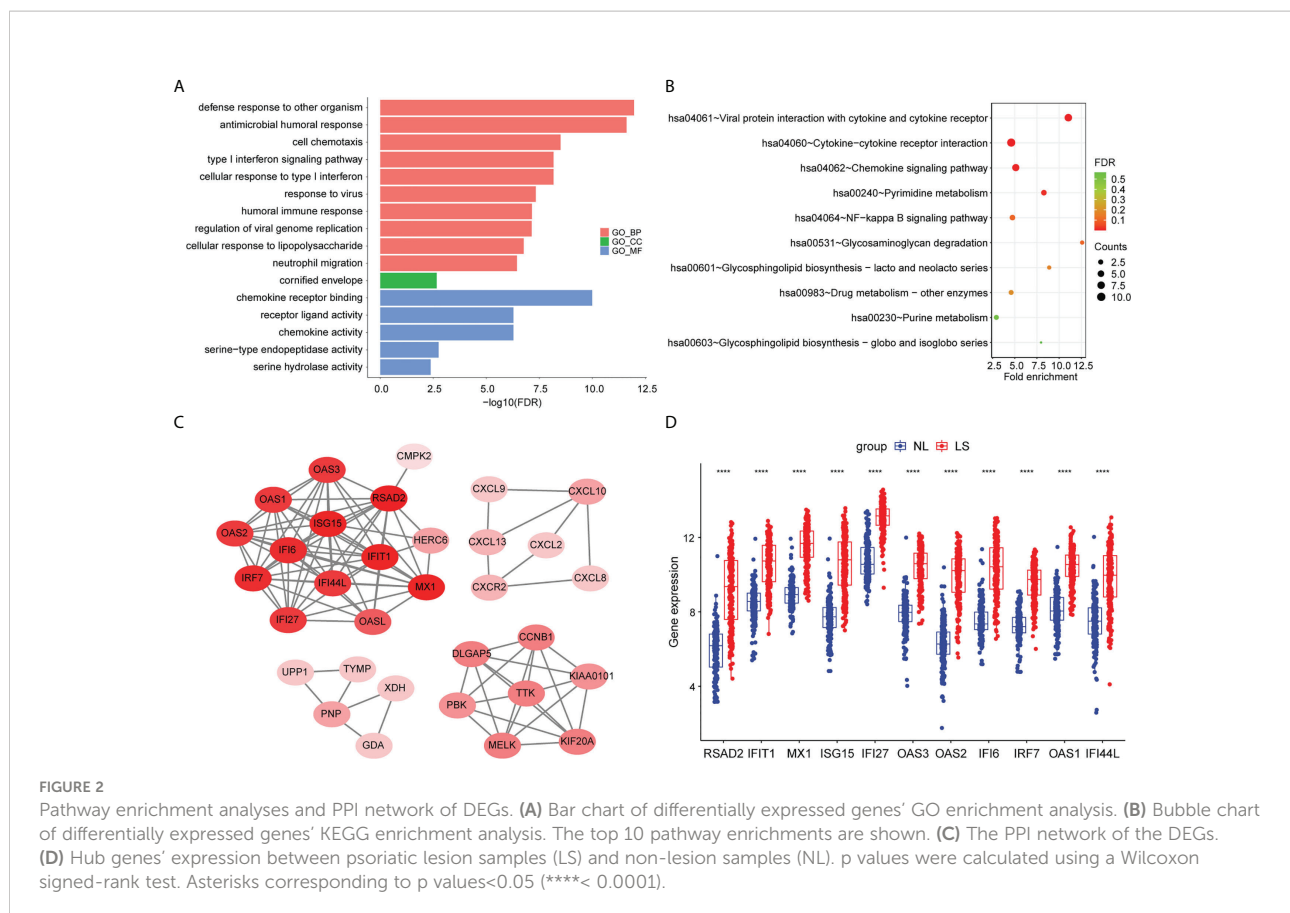 A
defense response to other organism
antimicrobial humoral response
cell chemotaxis
type I interferon signaling pathway
cellular response to type I interferon
response to virus
humoral immune response
regulation of viral genome replication
cellular response to lipopolysaccharide
neutrophil migration
cornified envelope
chemokine receptor binding
receptor ligand activity
chemokine activity
serine-type endopeptidase activity
serine hydrolase activity
GO_BP
GO_CC
GO_MF
0.0 2.5 5.0 7.5 10.0 12.5
−log10(FDR)
B
hsa04061~Viral protein interaction with cytokine and cytokine receptor
hsa04060~Cytokine−cytokine receptor interaction
hsa04062~Chemokine signaling pathway
hsa00240~Pyrimidine metabolism
hsa04064~NF−kappa B signaling pathway
hsa00531~Glycosaminoglycan degradation
hsa00601~Glycosphingolipid biosynthesis − lacto and neolacto series
hsa00983~Drug metabolism − other enzymes
hsa00230~Purine metabolism
hsa00603~Glycosphingolipid biosynthesis − globo and isoglobo series
2.5 5.0 7.5 10.0 12.5
Fold enrichment
FDR
0.5
0.4
0.3
0.2
0.1
Counts
2.5
5.0
7.5
10.0
C
CMPK2
OAS3
RSAD2
OAS1
ISG15
OAS2
HERC6
IFI6
IFIT1
IRF7
IFI44L
MX1
IFI27
OASL
CXCL9
CXCL10
CXCL13
CXCL2
CXCR2
CXCL8
UPP1
TYMP
XDH
PNP
GDA
CCNB1
DLGAP5
KIAA0101
TTK
PBK
MELK
KIF20A
D
group NL LS
**** **** **** **** **** **** **** **** **** **** ****
Gene expression
12
8
4
RSAD2 IFIT1 MX1 ISG15 IFI27 OAS3 OAS2 IFI6 IRF7 OAS1 IFI44L
FIGURE 2
Pathway enrichment analyses and PPI network of DEGs. (A) Bar chart of differentially expressed genes’ GO enrichment analysis. (B) Bubble chart
of differentially expressed genes’ KEGG enrichment analysis. The top 10 pathway enrichments are shown. (C) The PPI network of the DEGs.
(D) Hub genes’ expression between psoriatic lesion samples (LS) and non-lesion samples (NL). p values were calculated using a Wilcoxon
signed-rank test. Asterisks corresponding to p values<0.05 (****< 0.0001).